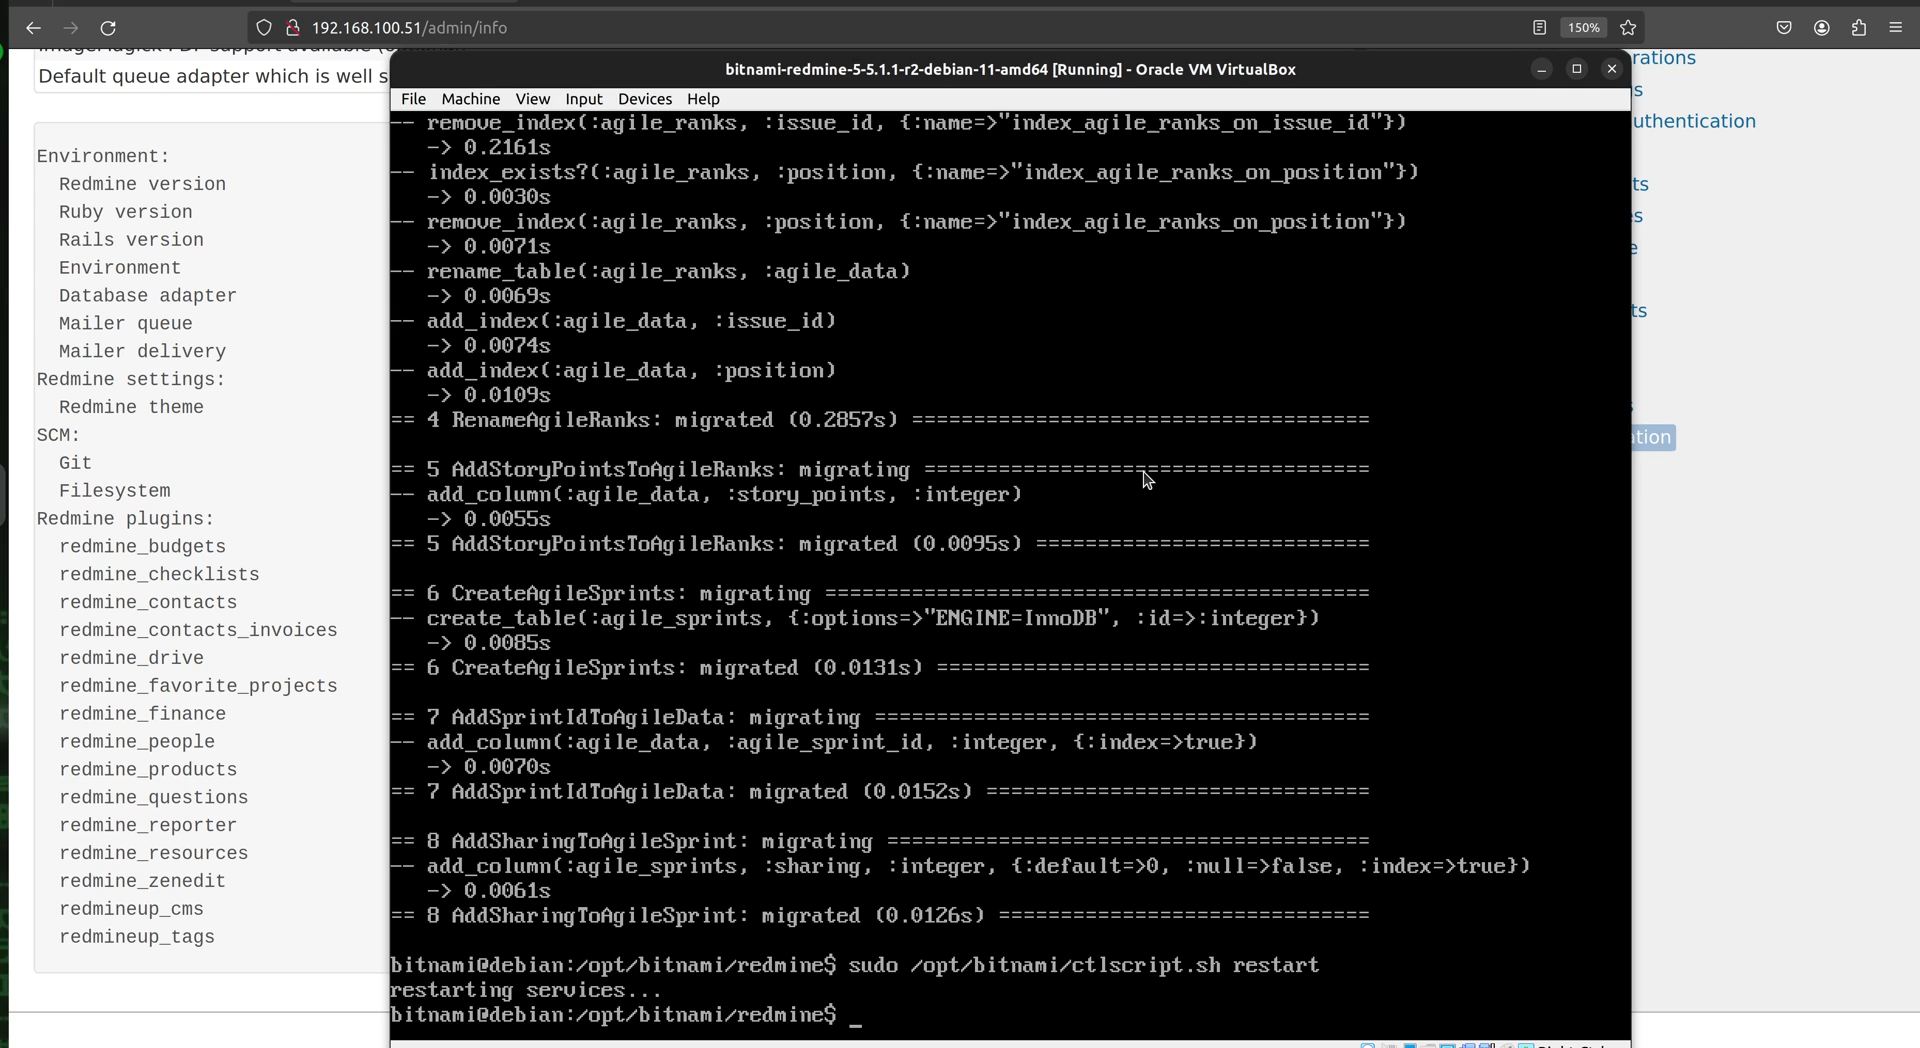 192.168.100.51/admin/info
150%
Default queue adapter which is well s
Environment:
Redmine version
Ruby version
Rails version
Environment
Database adapter
Mailer queue
Mailer delivery
Redmine settings:
Redmine theme
SCM:
Git
Filesystem
Redmine plugins:
redmine_budgets
redmine_checklists
redmine_contacts
redmine_contacts_invoices
redmine_drive
redmine_favorite_projects
redmine_finance
redmine_people
redmine_products
redmine_questions
redmine_reporter
redmine_resources
redmine_zenedit
redmineup_cms
redmineup_tags
bitnami-redmine-5-5.1.1-r2-debian-11-amd64 [Running] - Oracle VM VirtualBox
File Machine View Input Devices Help
-- remove_index(:agile_ranks, :issue_id, {:name=>"index_agile_ranks_on_issue_id"})
-> 0.2161s
-- index_exists?(:agile_ranks, :position, {:name=>"index_agile_ranks_on_position"})
-> 0.0030s
-- remove_index(:agile_ranks, :position, {:name=>"index_agile_ranks_on_position"})
-> 0.0071s
-- rename_table(:agile_ranks, :agile_data)
-> 0.0069s
-- add_index(:agile_data, :issue_id)
-> 0.0074s
-- add_index(:agile_data, :position)
-> 0.0109s
== 4 RenameAgileRanks: migrated (0.2857s) =====================================
== 5 AddStoryPointsToAgileRanks: migrating ====================================
-- add_column(:agile_data, :story_points, :integer)
-> 0.0055s
== 5 AddStoryPointsToAgileRanks: migrated (0.0095s) ===========================
== 6 CreateAgileSprints: migrating ============================================
-- create_table(:agile_sprints, {:options=>"ENGINE=InnoDB", :id=>:integer})
-> 0.0085s
== 6 CreateAgileSprints: migrated (0.0131s) ===================================
== 7 AddSprintIdToAgileData: migrating ========================================
-- add_column(:agile_data, :agile_sprint_id, :integer, {:index=>true})
-> 0.0070s
== 7 AddSprintIdToAgileData: migrated (0.0152s) ===============================
== 8 AddSharingToAgileSprint: migrating =======================================
-- add_column(:agile_sprints, :sharing, :integer, {:default=>0, :null=>false, :index=>true})
-> 0.0061s
== 8 AddSharingToAgileSprint: migrated (0.0126s) ==============================
bitnami@debian:/opt/bitnami/redmine$ sudo /opt/bitnami/ctlscript.sh restart
restarting services...
bitnami@debian:/opt/bitnami/redmine$ _
rations
s
uthentication
ts
es
e
ts
s
ation